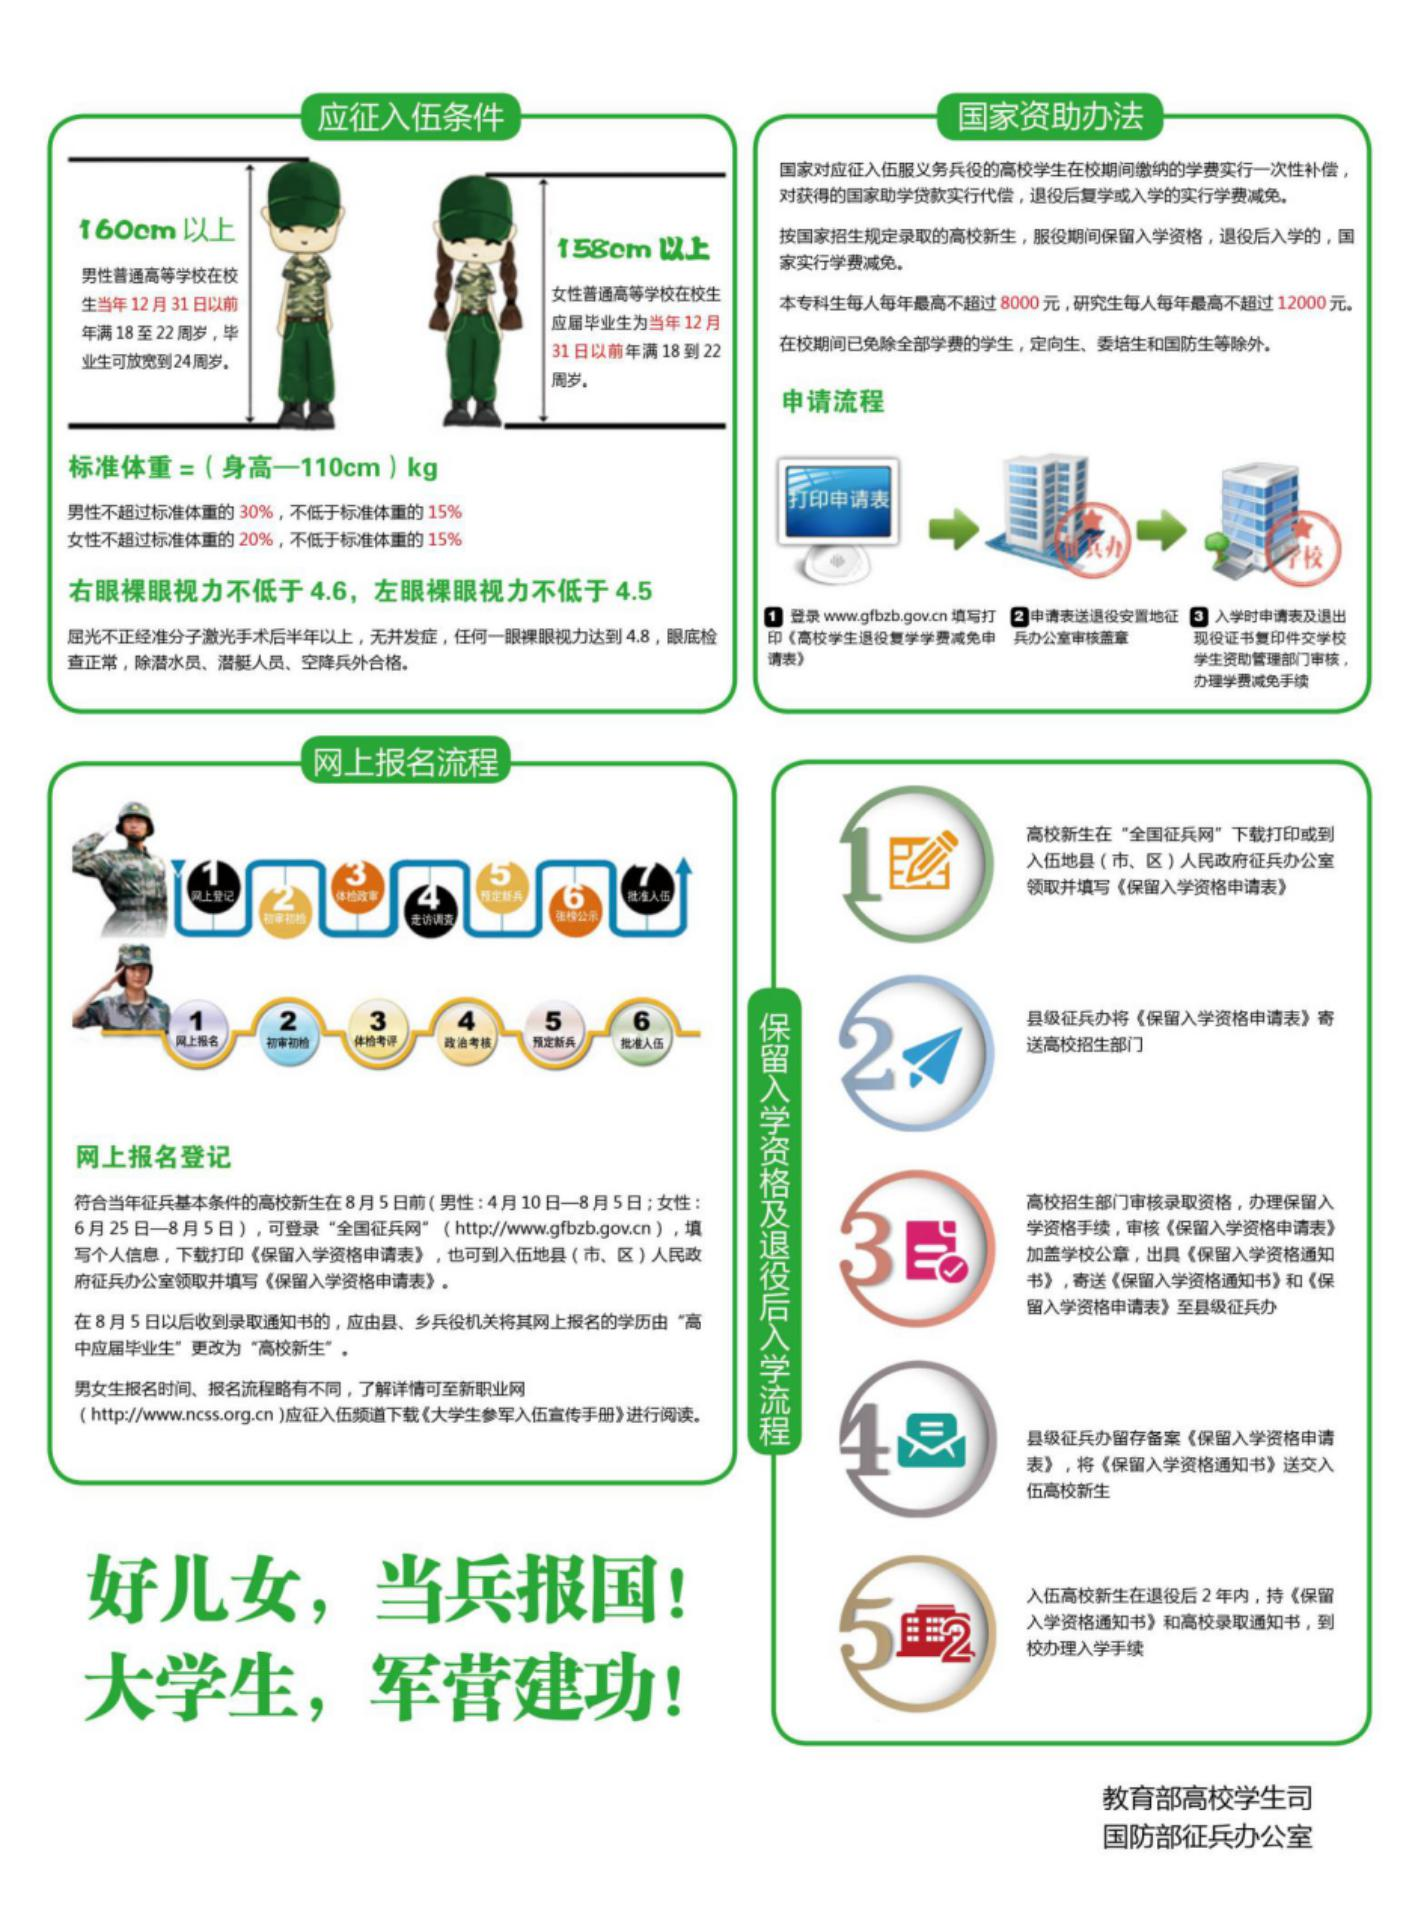 应征入伍条件
160cm 以上
男性普通高等学校在校
生当年 12 月 31 日以前
年满 18 至 22 周岁，毕
业生可放宽到24周岁。
158cm 以上
女性普通高等学校在校生
应届毕业生为当年 12 月
31 日以前年满 18 到 22
周岁。
标准体重 =（身高—110cm）kg
男性不超过标准体重的 30%，不低于标准体重的 15%
女性不超过标准体重的 20%，不低于标准体重的 15%
右眼裸眼视力不低于 4.6，左眼裸眼视力不低于 4.5
屈光不正经准分子激光手术后半年以上，无并发症，任何一眼裸眼视力达到 4.8，眼底检
查正常，除潜水员、潜艇人员、空降兵外合格。
国家资助办法
国家对应征入伍服义务兵役的高校学生在校期间缴纳的学费实行一次性补偿，
对获得的国家助学贷款实行代偿，退役后复学或入学的实行学费减免。
按国家招生规定录取的高校新生，服役期间保留入学资格，退役后入学的，国
家实行学费减免。
本专科生每人每年最高不超过 8000 元，研究生每人每年最高不超过 12000 元。
在校期间已免除全部学费的学生，定向生、委培生和国防生等除外。
申请流程
打印申请表
征兵办
学校
1 登录 www.gfbzb.gov.cn 填写打
印《高校学生退役复学学费减免申
请表》
2 申请表送退役安置地征
兵办公室审核盖章
3 入学时申请表及退出
现役证书复印件交学校
学生资助管理部门审核，
办理学费减免手续
网上报名流程
1 网上登记
2 初审初检
3 体检政审
4 走访调查
5 预定新兵
6 张榜公示
7 批准入伍
1 网上报名
2 初审初检
3 体检考评
4 政治考核
5 预定新兵
6 批准入伍
网上报名登记
符合当年征兵基本条件的高校新生在 8 月 5 日前（男性：4 月 10 日—8 月 5 日；女性：
6 月 25 日—8 月 5 日），可登录“全国征兵网”（http://www.gfbzb.gov.cn），填
写个人信息，下载打印《保留入学资格申请表》，也可到入伍地县（市、区）人民政
府征兵办公室领取并填写《保留入学资格申请表》。
在 8 月 5 日以后收到录取通知书的，应由县、乡兵役机关将其网上报名的学历由“高
中应届毕业生”更改为“高校新生”。
男女生报名时间、报名流程略有不同，了解详情可至新职业网
（http://www.ncss.org.cn）应征入伍频道下载《大学生参军入伍宣传手册》进行阅读。
保留入学资格及退役后入学流程
1
高校新生在“全国征兵网”下载打印或到
入伍地县（市、区）人民政府征兵办公室
领取并填写《保留入学资格申请表》
2
县级征兵办将《保留入学资格申请表》寄
送高校招生部门
3
高校招生部门审核录取资格，办理保留入
学资格手续，审核《保留入学资格申请表》
加盖学校公章，出具《保留入学资格通知
书》，寄送《保留入学资格通知书》和《保
留入学资格申请表》至县级征兵办
4
县级征兵办留存备案《保留入学资格申请
表》，将《保留入学资格通知书》送交入
伍高校新生
5
2
入伍高校新生在退役后 2 年内，持《保留
入学资格通知书》和高校录取通知书，到
校办理入学手续
好儿女，当兵报国！
大学生，军营建功！
教育部高校学生司
国防部征兵办公室